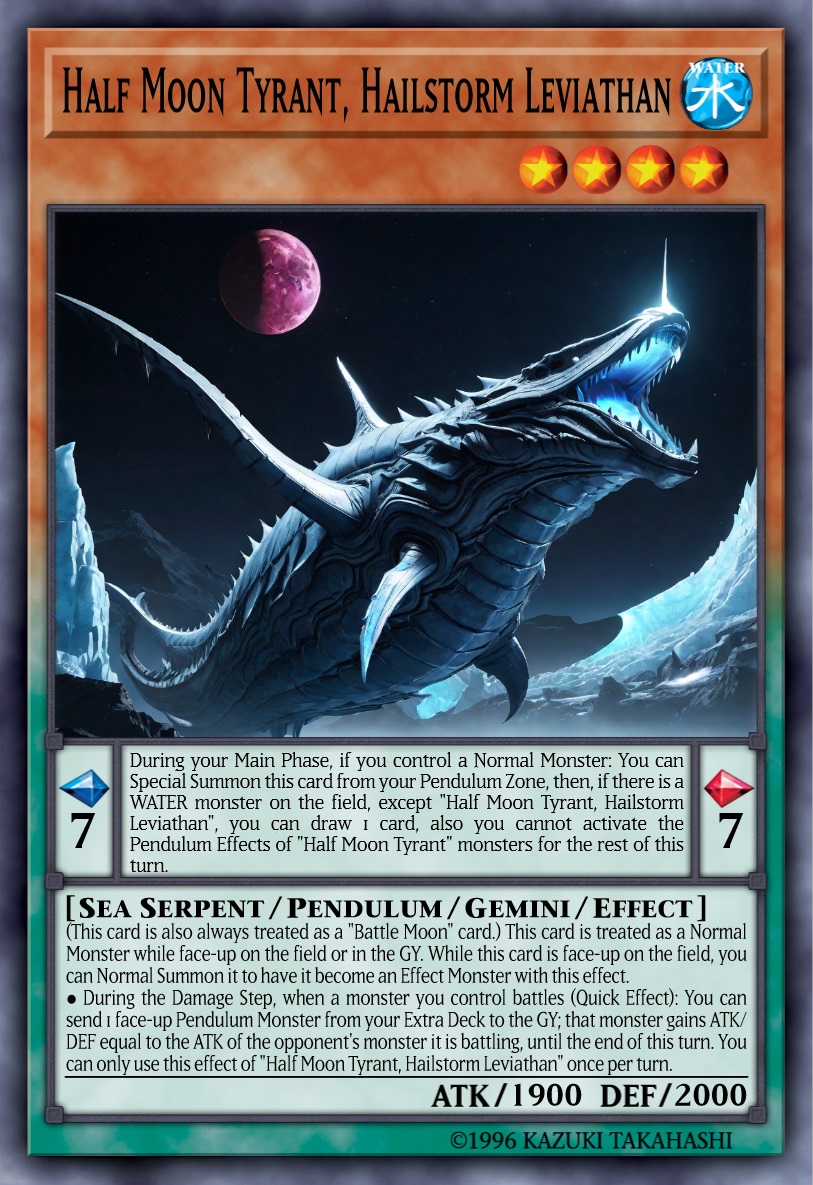 Half Moon Tyrant, Hailstorm Leviathan
WATER
水
During your Main Phase, if you control a Normal Monster: You can
Special Summon this card from your Pendulum Zone, then, if there is a
WATER monster on the field, except "Half Moon Tyrant, Hailstorm
Leviathan", you can draw 1 card, also you cannot activate the
Pendulum Effects of "Half Moon Tyrant" monsters for the rest of this
turn.
7
7
[Sea Serpent/Pendulum/Gemini/Effect]
(This card is also always treated as a "Battle Moon" card.) This card is treated as a Normal
Monster while face-up on the field or in the GY. While this card is face-up on the field, you
can Normal Summon it to have it become an Effect Monster with this effect.
● During the Damage Step, when a monster you control battles (Quick Effect): You can
send 1 face-up Pendulum Monster from your Extra Deck to the GY; that monster gains ATK/
DEF equal to the ATK of the opponent's monster it is battling, until the end of this turn. You
can only use this effect of "Half Moon Tyrant, Hailstorm Leviathan" once per turn.
ATK/1900 DEF/2000
©1996 KAZUKI TAKAHASHI